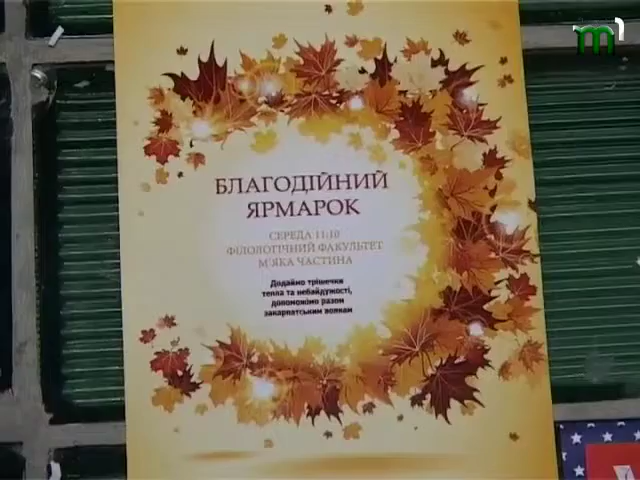 БЛАГОДІЙНИЙ
ЯРМАРОК
СЕРЕДА 11:10
ФІЛОЛОГІЧНИЙ ФАКУЛЬТЕТ
М'ЯКА ЧАСТИНА
Додаймо трішечки
тепла та небайдужості,
допоможімо разом
закарпатським воякам